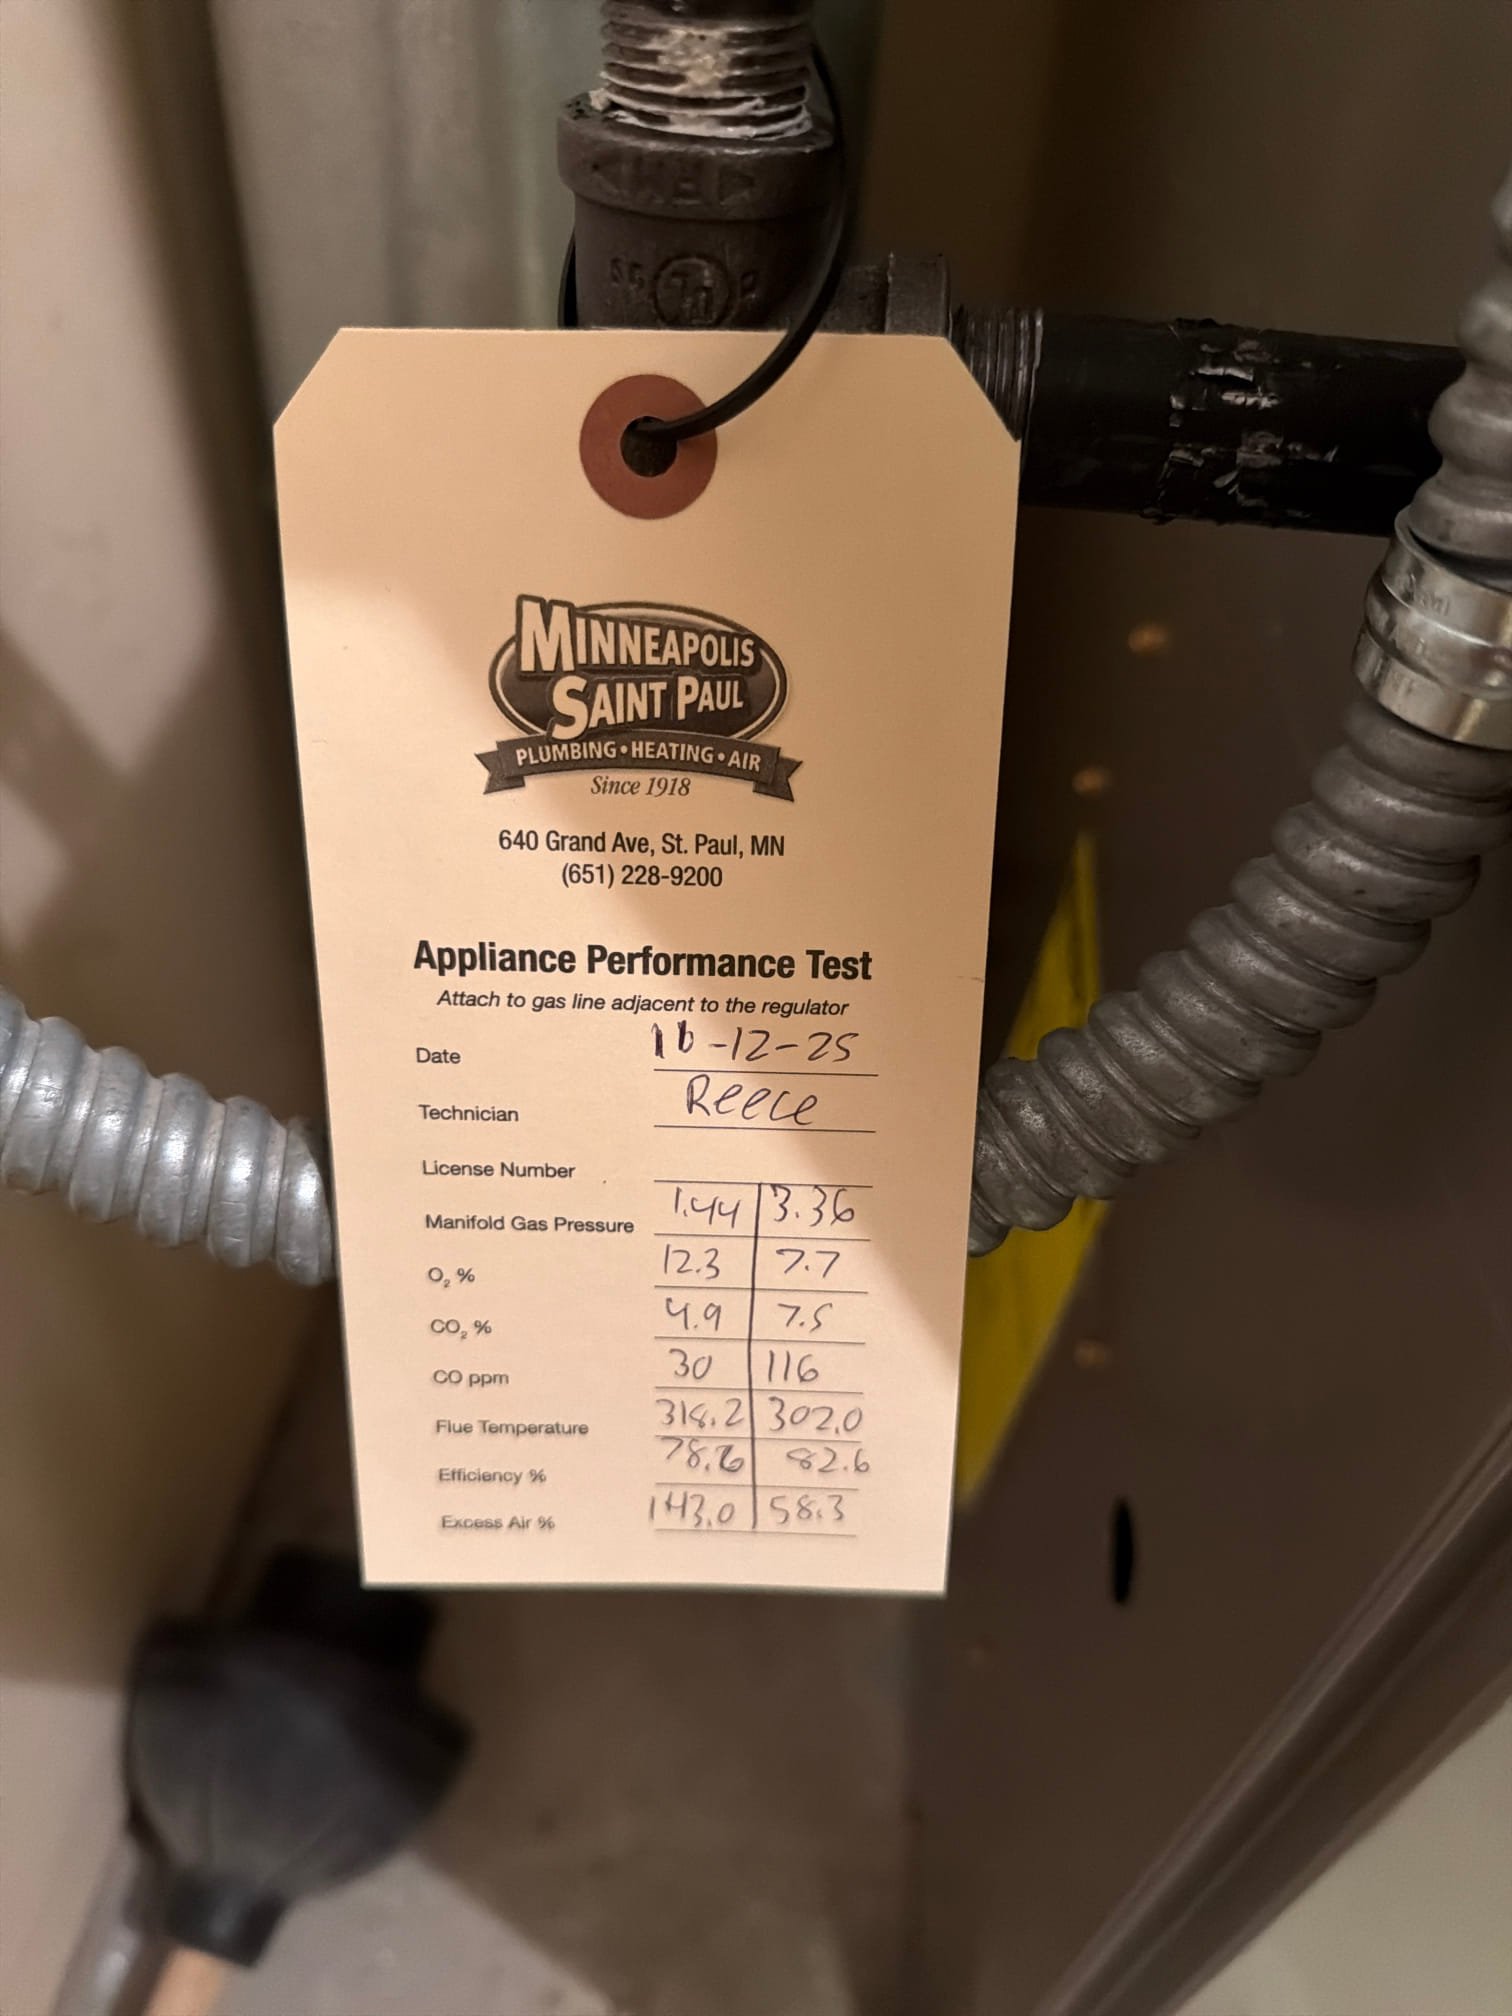 MINNEAPOLIS
SAINT PAUL
PLUMBING • HEATING • AIR
Since 1918
640 Grand Ave, St. Paul, MN
(651) 228-9200
Appliance Performance Test
Attach to gas line adjacent to the regulator
Date 10-12-25
Technician Reece
License Number
Manifold Gas Pressure 1.44 3.36
O₂ % 12.3 7.7
CO₂ % 4.9 7.5
CO ppm 30 116
Flue Temperature 318.2 302.0
Efficiency % 78.6 82.6
Excess Air % 143.0 58.3